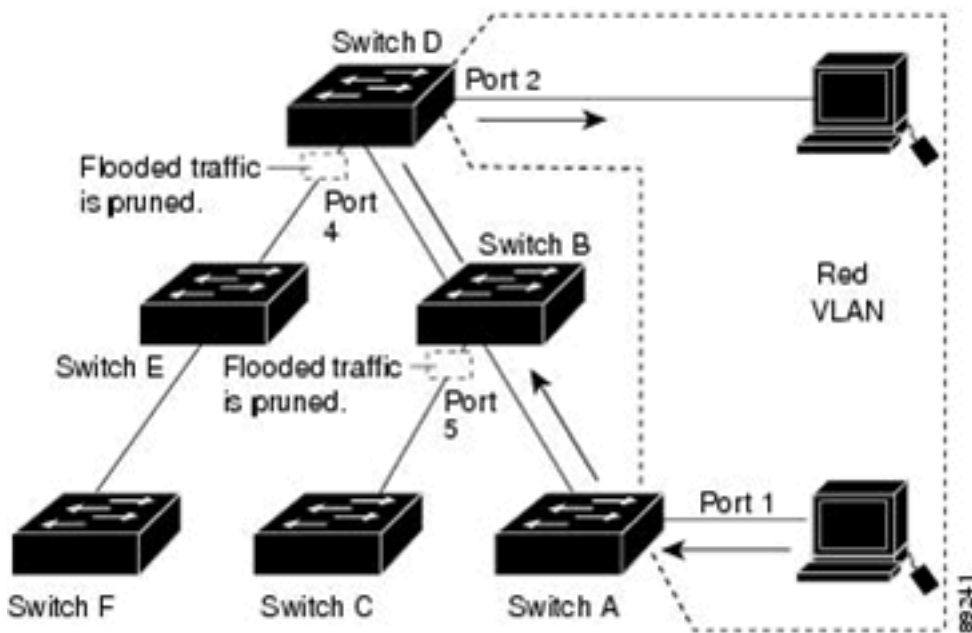 Switch D
Port 2
Flooded traffic
is pruned.
Port
4
Switch B
Red
VLAN
Switch E
Flooded traffic
is pruned.
Port
5
Port 1
Switch F
Switch C
Switch A